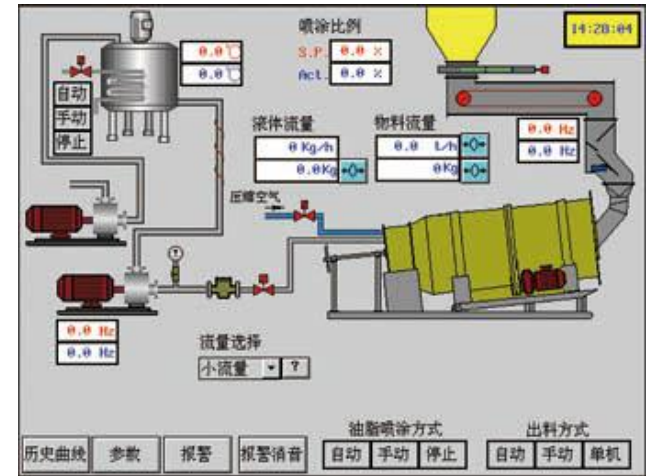 喷涂比例
14:28:04
0.0℃
0.0℃
S.P. 0.0 %
Act. 0.0 %
自动
手动
停止
液体流量
物料流量
0 Kg/h
0.0Kg
0.0 t/h
0Kg
0.0 Hz
0.0 Hz
压缩空气
0.0 Hz
0.0 Hz
流量选择
小流量
?
油脂喷涂方式
出料方式
历史曲线
参数
报警
报警消音
自动
手动
停止
自动
手动
单机